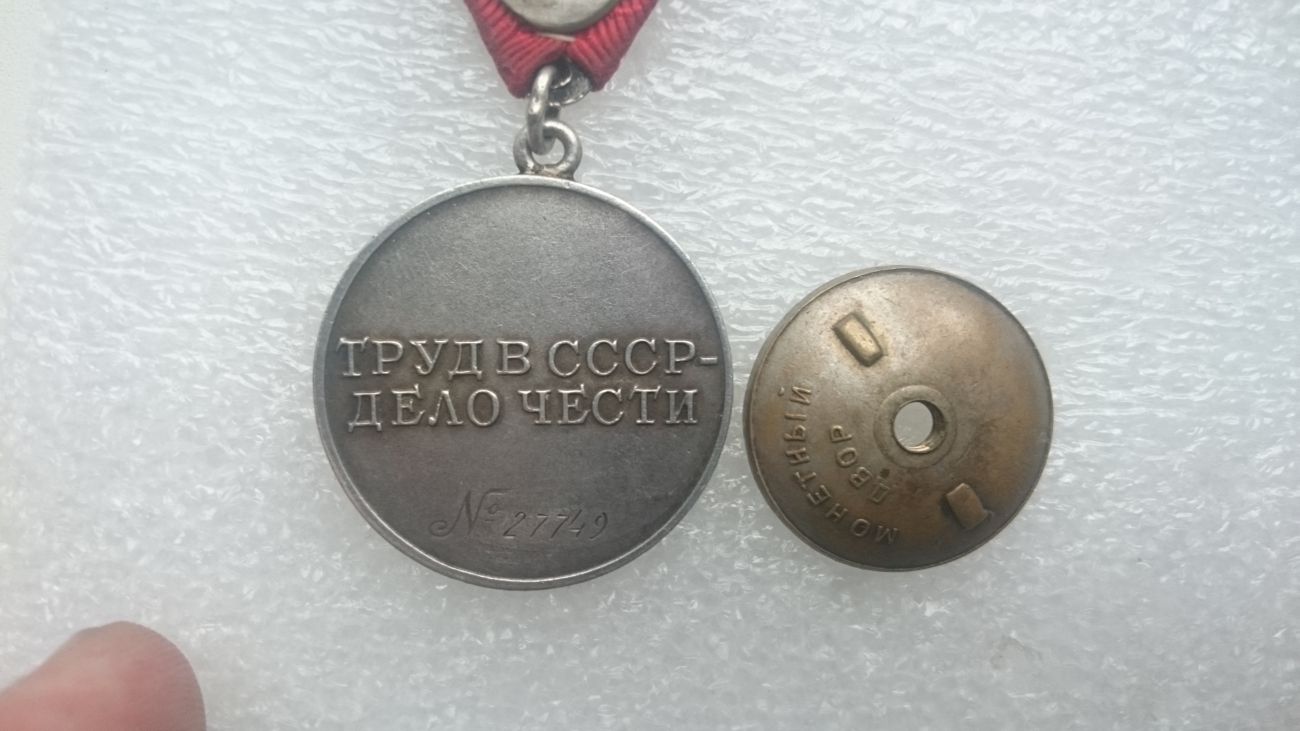 ТРУД В СССР-
ДЕЛО ЧЕСТИ
№ 27749
МОНЕТНЫЙ
ДВОР